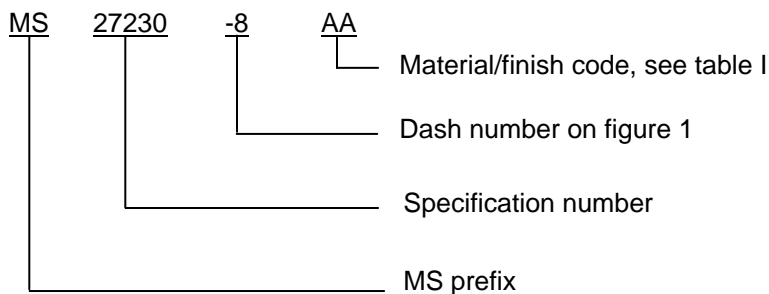 MS 27230 -8 AA
Material/finish code, see table I
Dash number on figure 1
Specification number
MS prefix